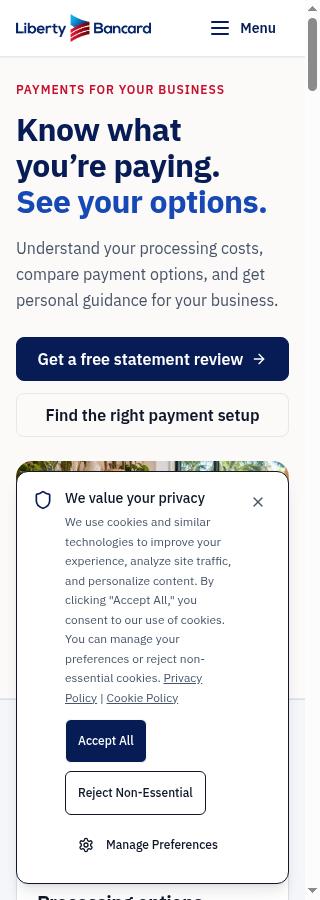 Liberty Bancard
Menu
PAYMENTS FOR YOUR BUSINESS
Know what
you’re paying.
See your options.
Understand your processing costs,
compare payment options, and get
personal guidance for your business.
Get a free statement review →
Find the right payment setup
We value your privacy
We use cookies and similar
technologies to improve your
experience, analyze site traffic,
and personalize content. By
clicking "Accept All," you
consent to our use of cookies.
You can manage your
preferences or reject non-
essential cookies. Privacy
Policy | Cookie Policy
Accept All
Reject Non-Essential
Manage Preferences
Processing options